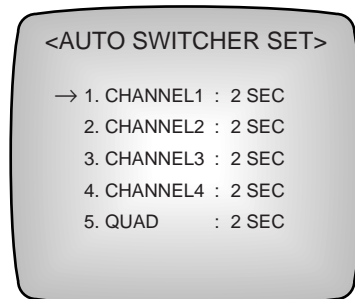 <AUTO SWITCHER SET>
→ 1. CHANNEL1 : 2 SEC
2. CHANNEL2 : 2 SEC
3. CHANNEL3 : 2 SEC
4. CHANNEL4 : 2 SEC
5. QUAD : 2 SEC